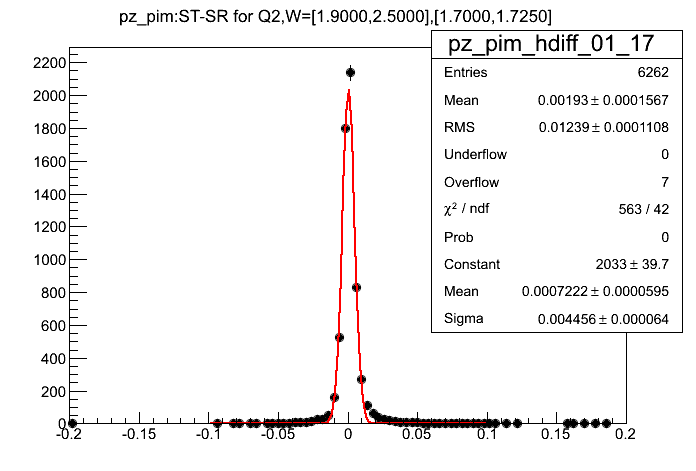 pz_pim:ST-SR for Q2,W=[1.9000,2.5000],[1.7000,1.7250]
pz_pim_hdiff_01_17
Entries 6262
Mean 0.00193 ± 0.0001567
RMS 0.01239 ± 0.0001108
Underflow 0
Overflow 7
χ² / ndf 563 / 42
Prob 0
Constant 2033 ± 39.7
Mean 0.0007222 ± 0.0000595
Sigma 0.004456 ± 0.000064
2200
2000
1800
1600
1400
1200
1000
800
600
400
200
0
-0.2 -0.15 -0.1 -0.05 0 0.05 0.1 0.15 0.2